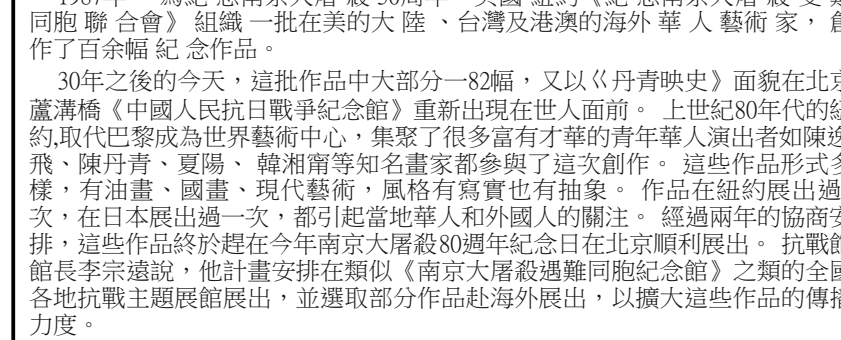 同胞聯合會》組織一批在美的大陸、台灣及港澳的海外華人藝術家，創
作了百余幅紀念作品。
30年之後的今天，這批作品中大部分一82幅，又以《丹青映史》面貌在北京
蘆溝橋《中國人民抗日戰爭紀念館》重新出現在世人面前。 上世紀80年代的紐
約,取代巴黎成為世界藝術中心，集聚了很多富有才華的青年華人演出者如陳逸
飛、陳丹青、夏陽、 韓湘甯等知名畫家都參與了這次創作。 這些作品形式多
樣，有油畫、國畫、現代藝術，風格有寫實也有抽象。 作品在紐約展出過
次，在日本展出過一次，都引起當地華人和外國人的關注。 經過兩年的協商安
排，這些作品終於趕在今年南京大屠殺80週年紀念日在北京順利展出。 抗戰館
館長李宗遠說，他計畫安排在類似《南京大屠殺遇難同胞紀念館》之類的全國
各地抗戰主題展館展出，並選取部分作品赴海外展出，以擴大這些作品的傳播
力度。